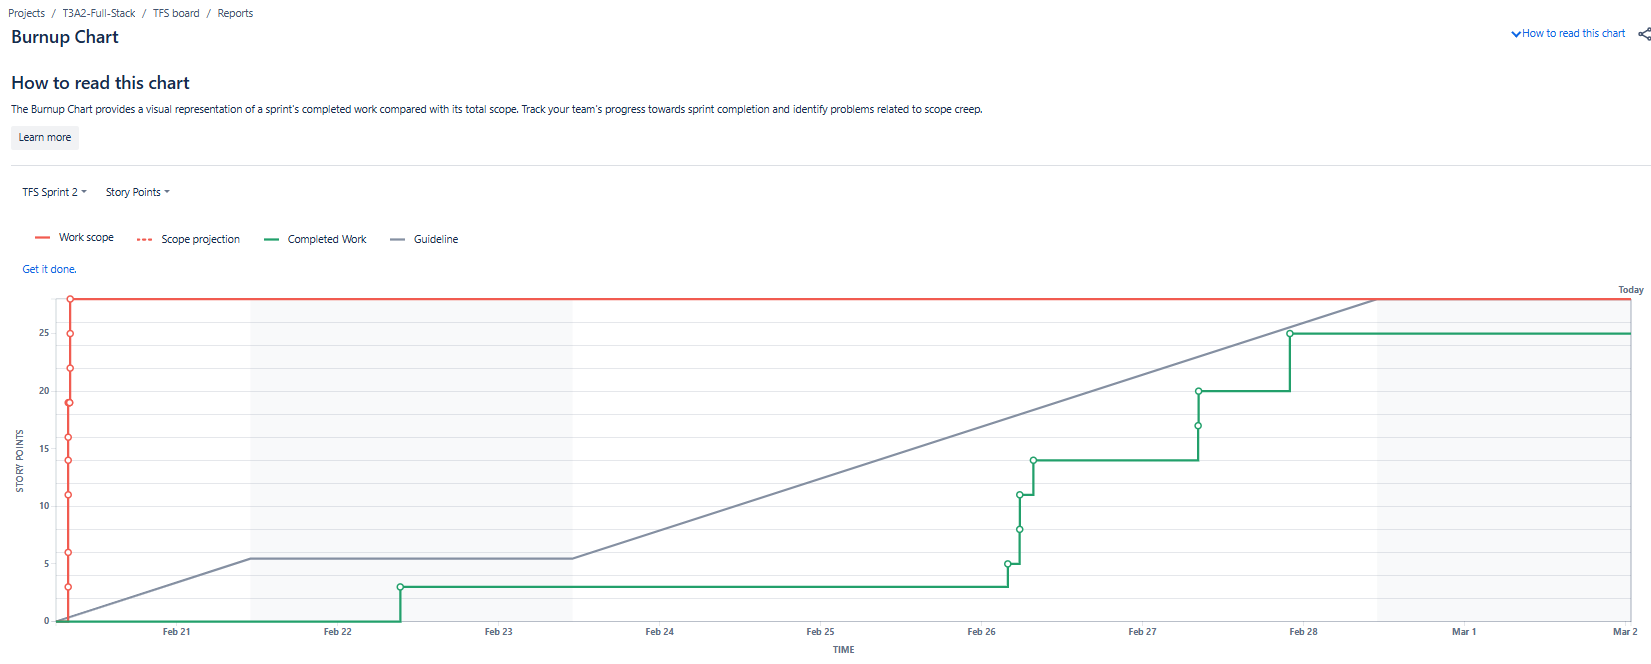 Projects / T3A2-Full-Stack / TFS board / Reports
Burnup Chart
How to read this chart
How to read this chart
The Burnup Chart provides a visual representation of a sprint's completed work compared with its total scope. Track your team's progress towards sprint completion and identify problems related to scope creep.
Learn more
TFS Sprint 2 Story Points
Work scope Scope projection Completed Work Guideline
Get it done.
Today
25
20
15
10
5
0
STORY POINTS
Feb 21 Feb 22 Feb 23 Feb 24 Feb 25 Feb 26 Feb 27 Feb 28 Mar 1 Mar 2
TIME